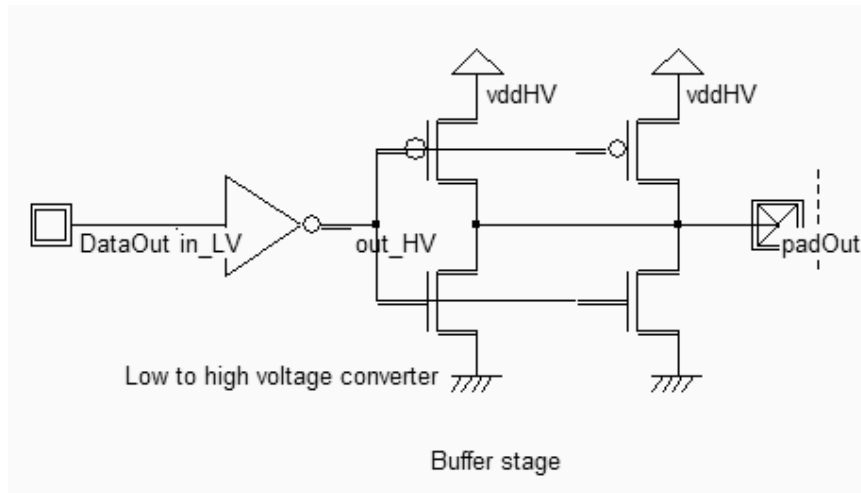 vddHV vddHV
DataOut in_LV out_HV padOut
Low to high voltage converter
Buffer stage